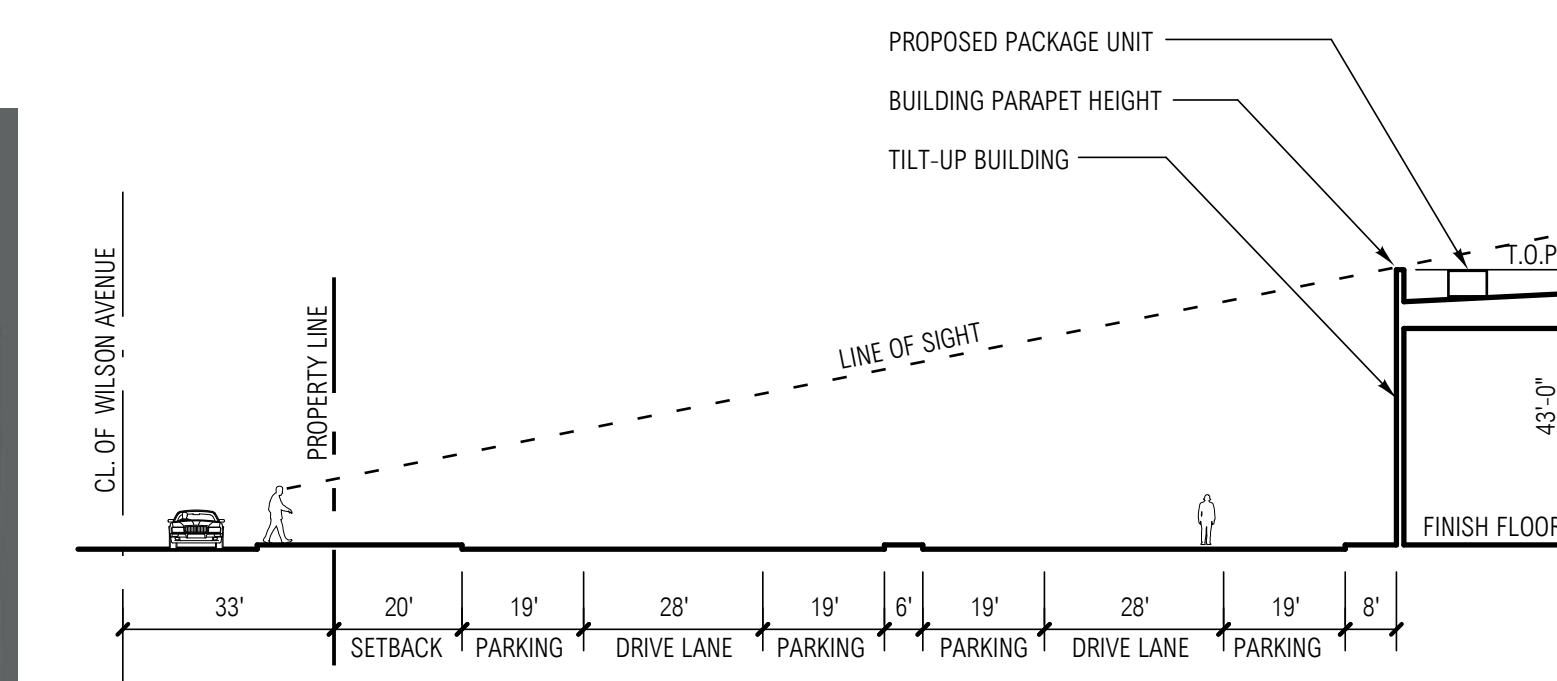 PROPOSED PACKAGE UNIT
BUILDING PARAPET HEIGHT
TILT-UP BUILDING
CL. OF WILSON AVENUE
PROPERTY LINE
LINE OF SIGHT
T.O.P
43'-0"
FINISH FLOOR
33' 20' 19' 28' 19' 6' 19' 28' 19' 8'
SETBACK PARKING DRIVE LANE PARKING PARKING DRIVE LANE PARKING